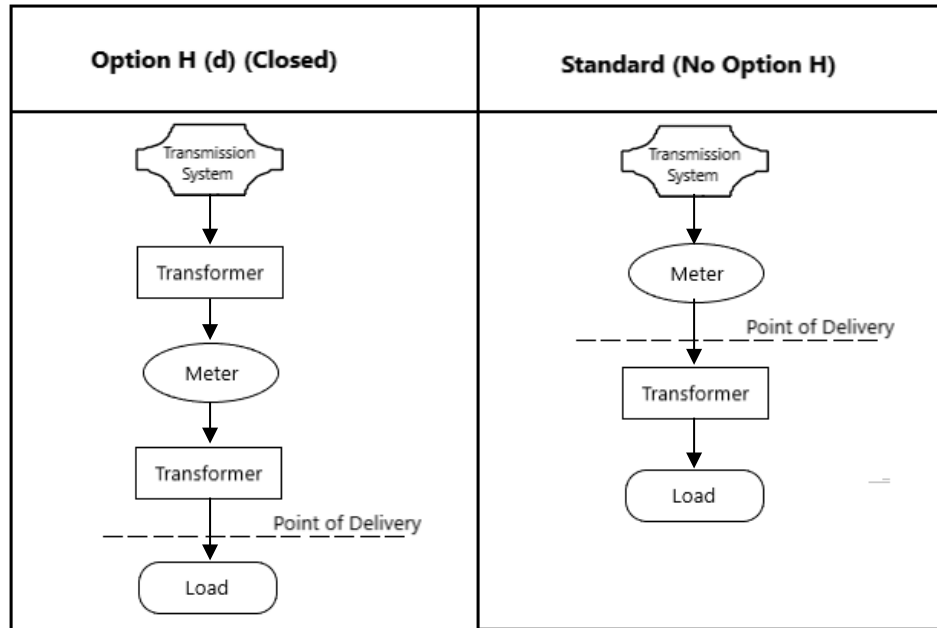 Option H (d) (Closed)
Transmission
System
Transformer
Meter
Transformer
Point of Delivery
Load
Standard (No Option H)
Transmission
System
Meter
Point of Delivery
Transformer
Load